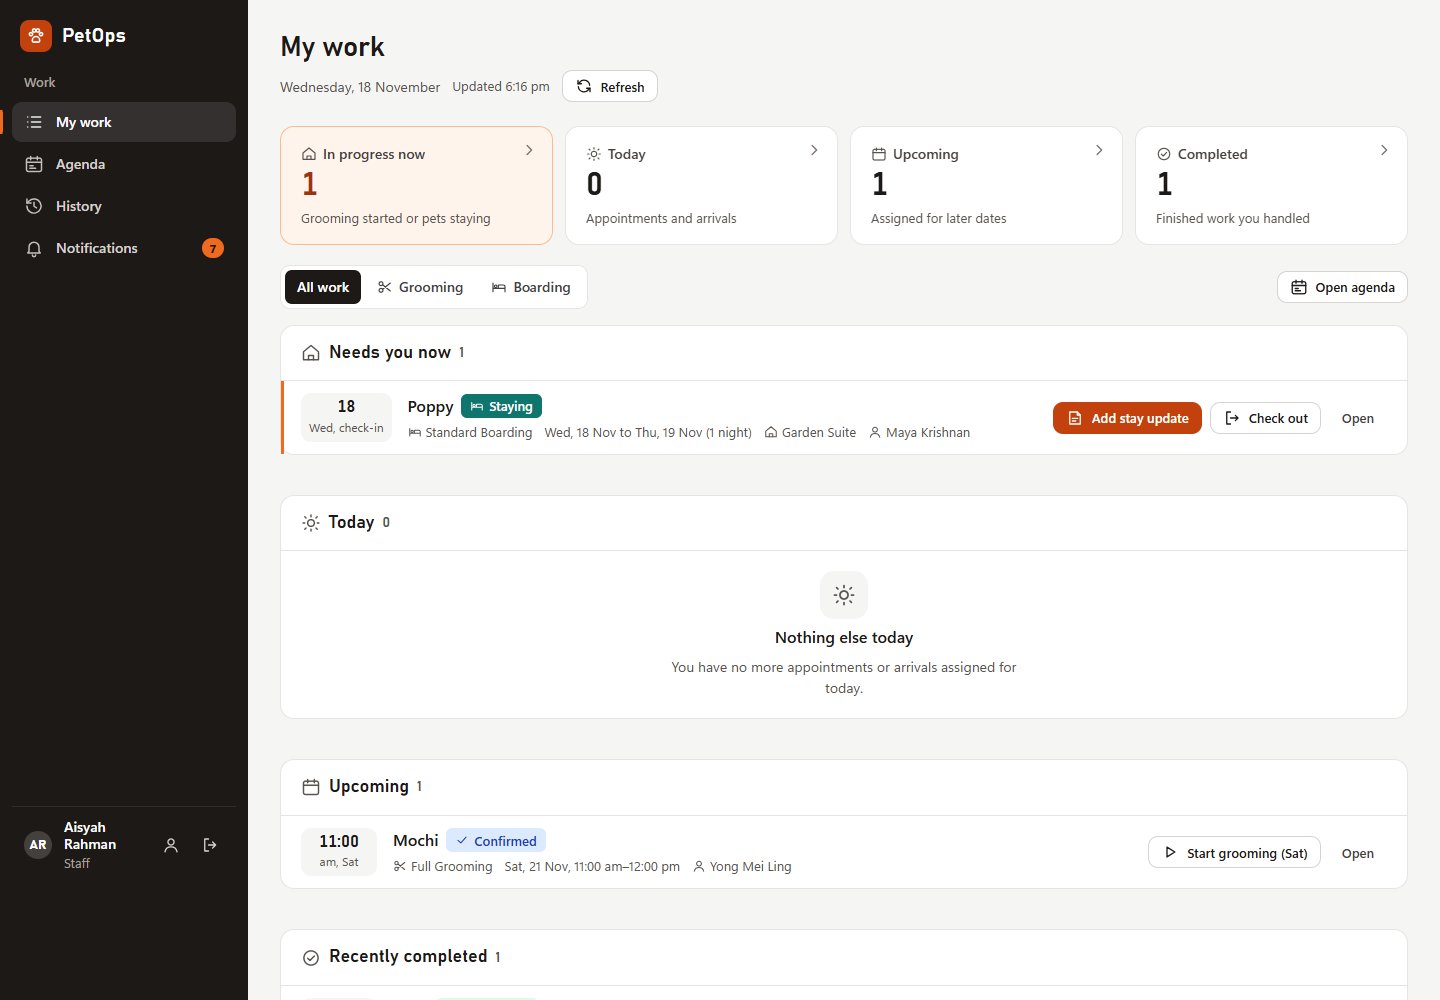 PetOps
Work
My work
Agenda
History
Notifications 7
AR
Aisyah
Rahman
Staff
My work
Wednesday, 18 November Updated 6:16 pm Refresh
In progress now
1
Grooming started or pets staying
Today
0
Appointments and arrivals
Upcoming
1
Assigned for later dates
Completed
1
Finished work you handled
All work Grooming Boarding
Open agenda
Needs you now 1
18
Wed, check-in
Poppy Staying
Standard Boarding Wed, 18 Nov to Thu, 19 Nov (1 night) Garden Suite Maya Krishnan
Add stay update Check out Open
Today 0
Nothing else today
You have no more appointments or arrivals assigned for
today.
Upcoming 1
11:00
am, Sat
Mochi Confirmed
Full Grooming Sat, 21 Nov, 11:00 am–12:00 pm Yong Mei Ling
Start grooming (Sat) Open
Recently completed 1